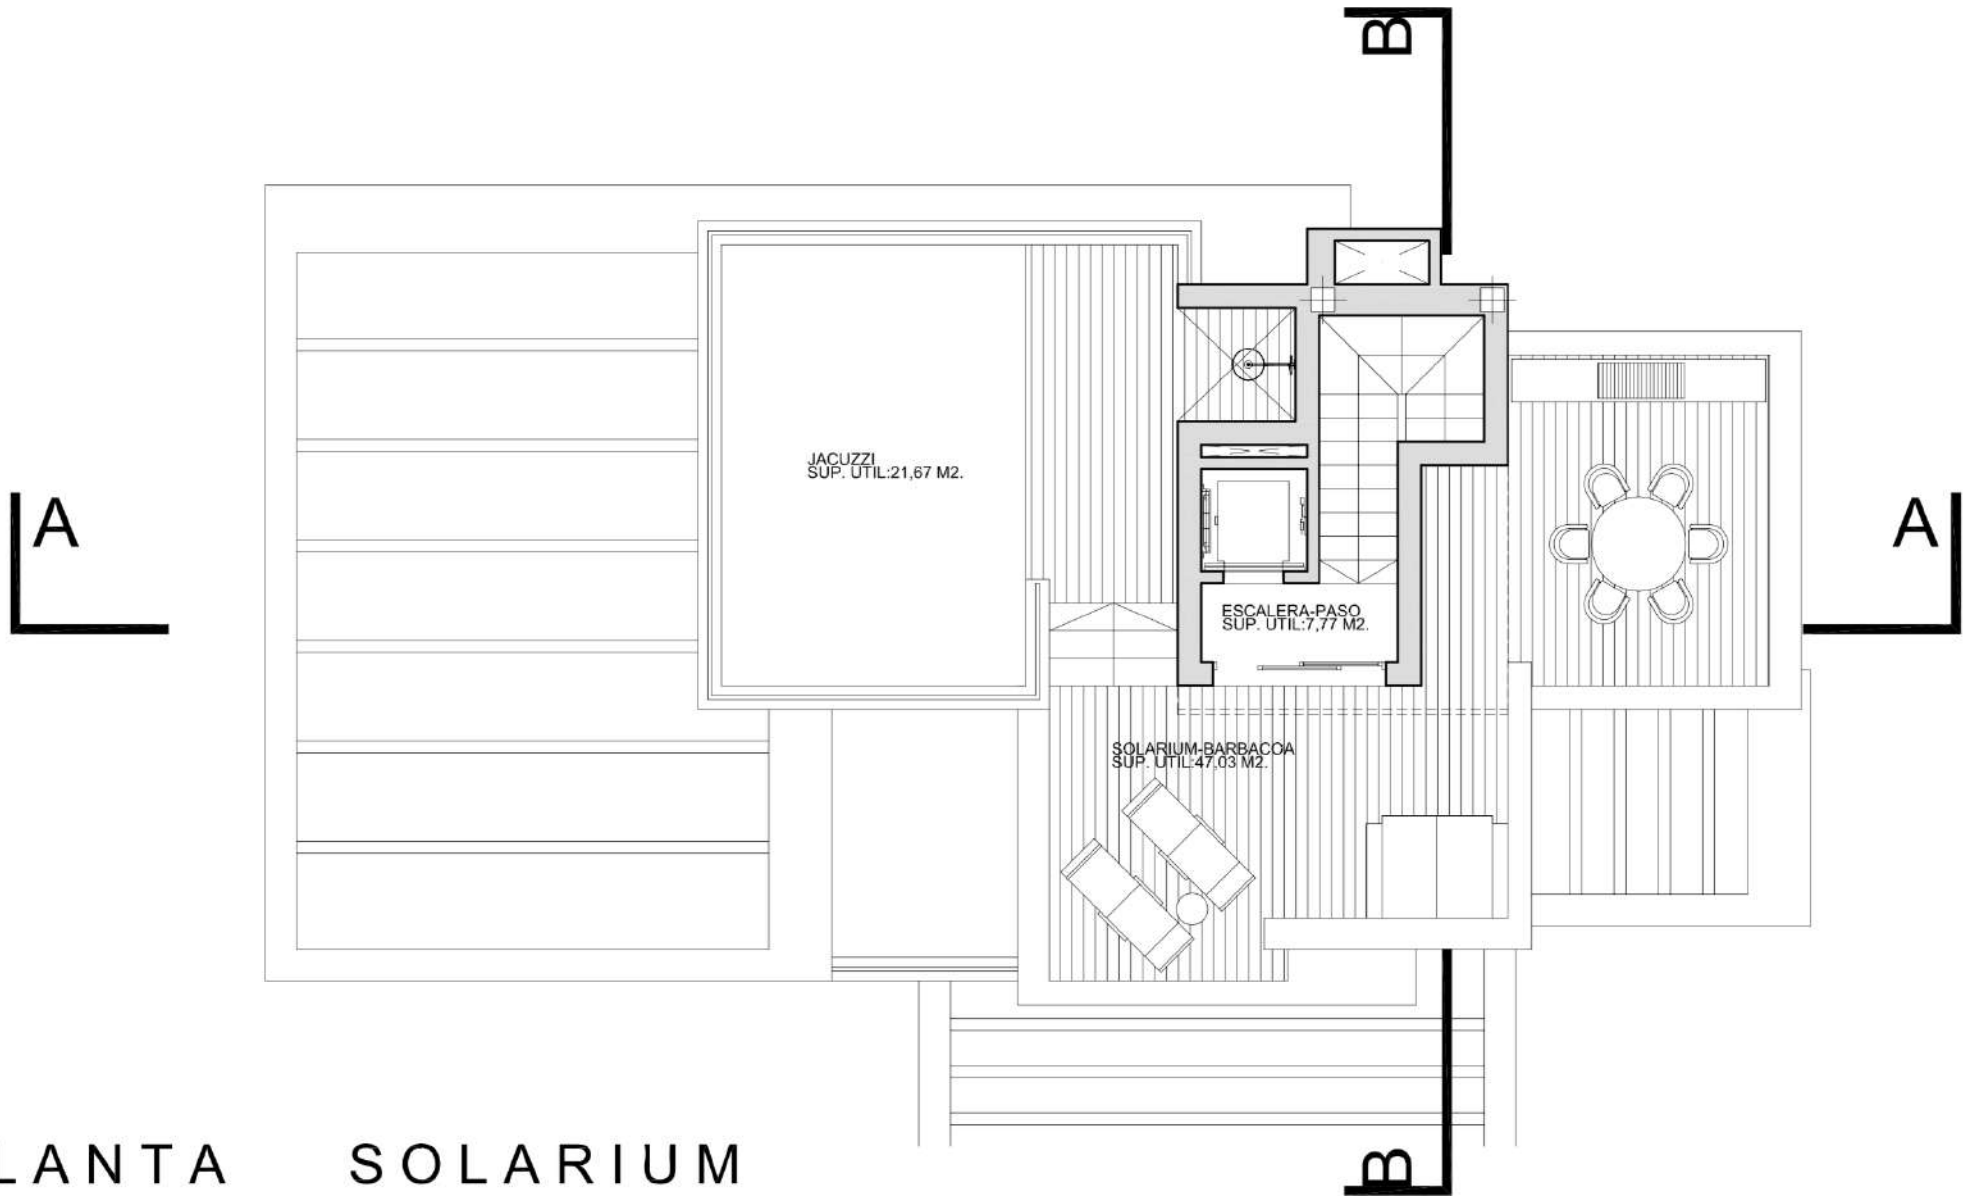 B
JACUZZI
SUP. UTIL:21,67 M2.
A
A
ESCALERA-PASO
SUP. UTIL:7,77 M2.
SOLARIUM-BARBACOA
SUP. UTIL:47,03 M2.
LANTA SOLARIUM
B